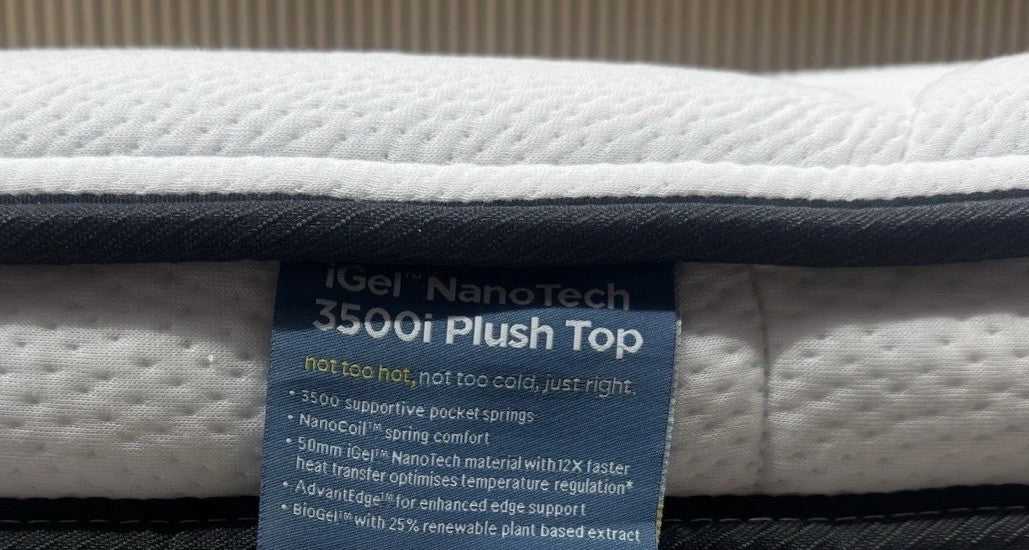 iGel™ NanoTech
3500i Plush Top
not too hot, not too cold, just right.
• 3500 supportive pocket springs
• NanoCoil™ spring comfort
• 50mm iGel™ NanoTech material with 12X faster
heat transfer optimises temperature regulation*
• AdvantEdge™ for enhanced edge support
• BioGel™ with 25% renewable plant based extract